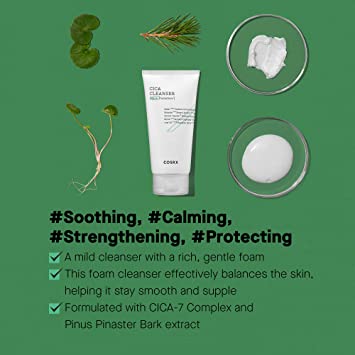 CICA
CLEANSER
COSRX
#Soothing, #Calming,
#Strengthening, #Protecting
A mild cleanser with a rich, gentle foam
This foam cleanser effectively balances the skin,
helping it stay smooth and supple
Formulated with CICA-7 Complex and
Pinus Pinaster Bark extract